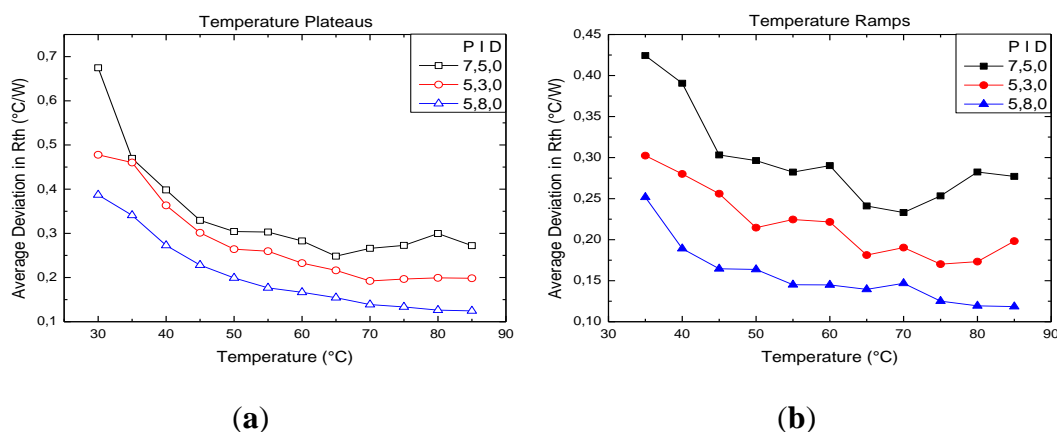 Temperature Plateaus
P I D
7,5,0
5,3,0
5,8,0
0,7
0,6
0,5
0,4
0,3
0,2
0,1
Average Deviation in Rth (°C/W)
30 40 50 60 70 80 90
Temperature (°C)
(a)
Temperature Ramps
P I D
7,5,0
5,3,0
5,8,0
0,45
0,40
0,35
0,30
0,25
0,20
0,15
0,10
Average Deviation in Rth (°C/W)
30 40 50 60 70 80 90
Temperature (°C)
(b)